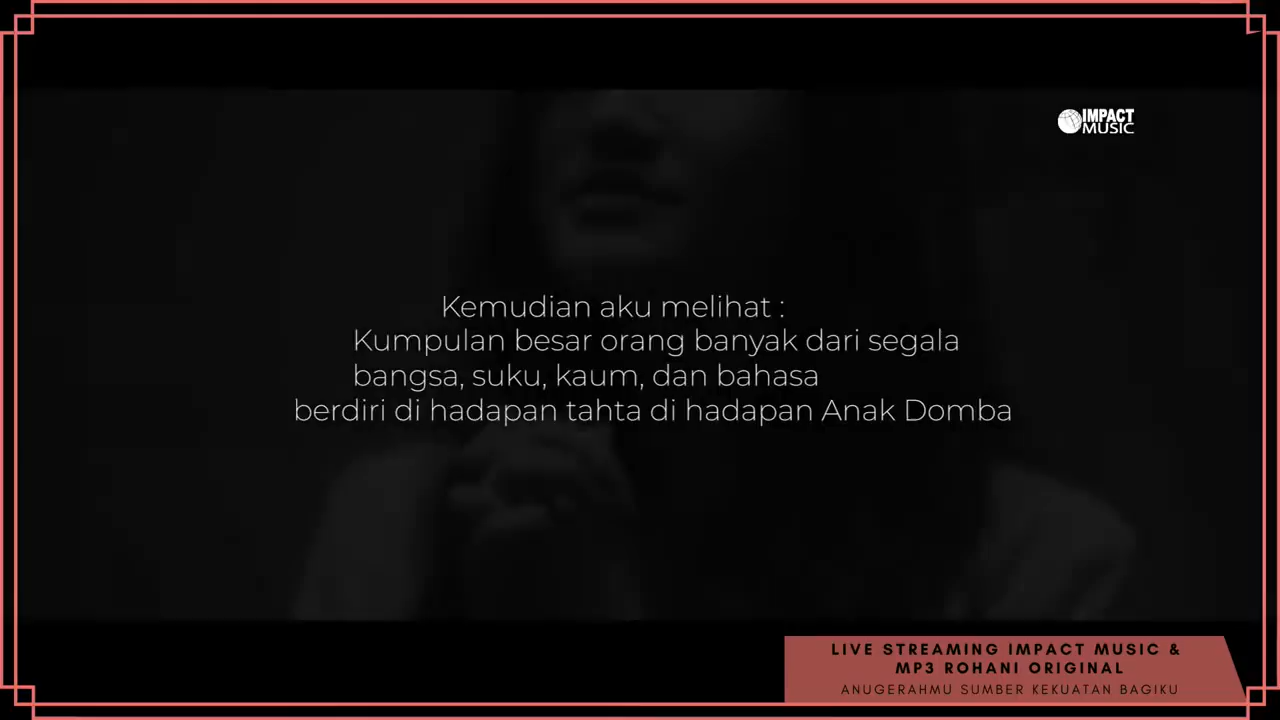 IMPACT
MUSIC
Kemudian aku melihat :
Kumpulan besar orang banyak dari segala
bangsa, suku, kaum, dan bahasa
berdiri di hadapan tahta di hadapan Anak Domba
LIVE STREAMING IMPACT MUSIC &
MP3 ROHANI ORIGINAL
ANUGERAHMU SUMBER KEKUATAN BAGIKU